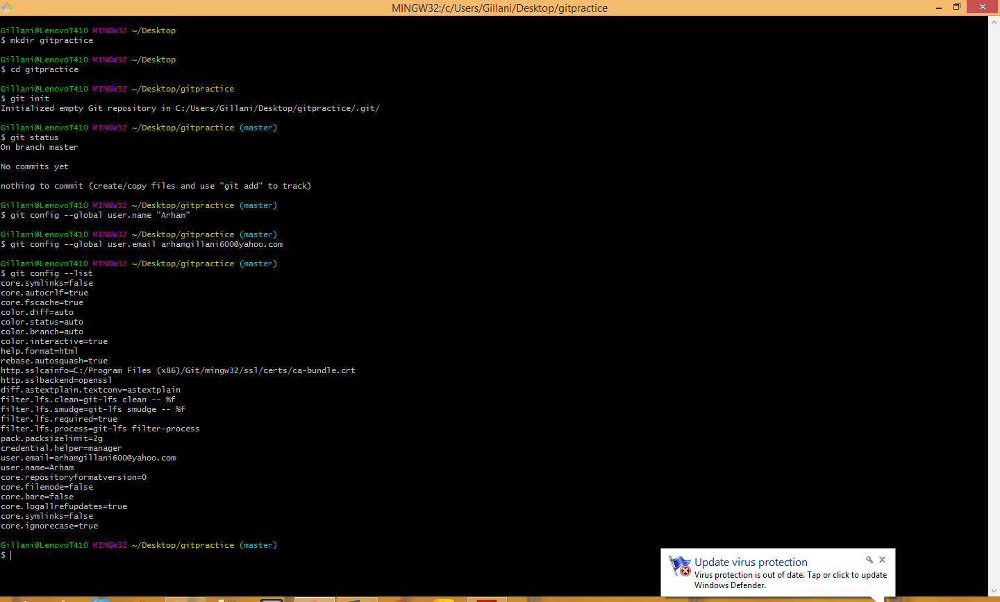 MINGW32:/c/Users/Gillani/Desktop/gitpractice
Gillani@LenovoT410 MINGW32 ~/Desktop
$ mkdir gitpractice
Gillani@LenovoT410 MINGW32 ~/Desktop
$ cd gitpractice
Gillani@LenovoT410 MINGW32 ~/Desktop/gitpractice
$ git init
Initialized empty Git repository in C:/Users/Gillani/Desktop/gitpractice/.git/
Gillani@LenovoT410 MINGW32 ~/Desktop/gitpractice (master)
$ git status
On branch master
No commits yet
nothing to commit (create/copy files and use "git add" to track)
Gillani@LenovoT410 MINGW32 ~/Desktop/gitpractice (master)
$ git config --global user.name "Arham"
Gillani@LenovoT410 MINGW32 ~/Desktop/gitpractice (master)
$ git config --global user.email arhamgillani600@yahoo.com
Gillani@LenovoT410 MINGW32 ~/Desktop/gitpractice (master)
$ git config --list
core.symlinks=false
core.autocrlf=true
core.fscache=true
color.diff=auto
color.status=auto
color.branch=auto
color.interactive=true
help.format=html
rebase.autosquash=true
http.sslcainfo=C:/Program Files (x86)/Git/mingw32/ssl/certs/ca-bundle.crt
http.sslbackend=openssl
diff.astextplain.textconv=astextplain
filter.lfs.clean=git-lfs clean -- %f
filter.lfs.smudge=git-lfs smudge -- %f
filter.lfs.required=true
filter.lfs.process=git-lfs filter-process
pack.packsizelimit=2g
credential.helper=manager
user.email=arhamgillani600@yahoo.com
user.name=Arham
core.repositoryformatversion=0
core.filemode=false
core.bare=false
core.logallrefupdates=true
core.symlinks=false
core.ignorecase=true
Gillani@LenovoT410 MINGW32 ~/Desktop/gitpractice (master)
$
Update virus protection
Virus protection is out of date. Tap or click to update
Windows Defender.